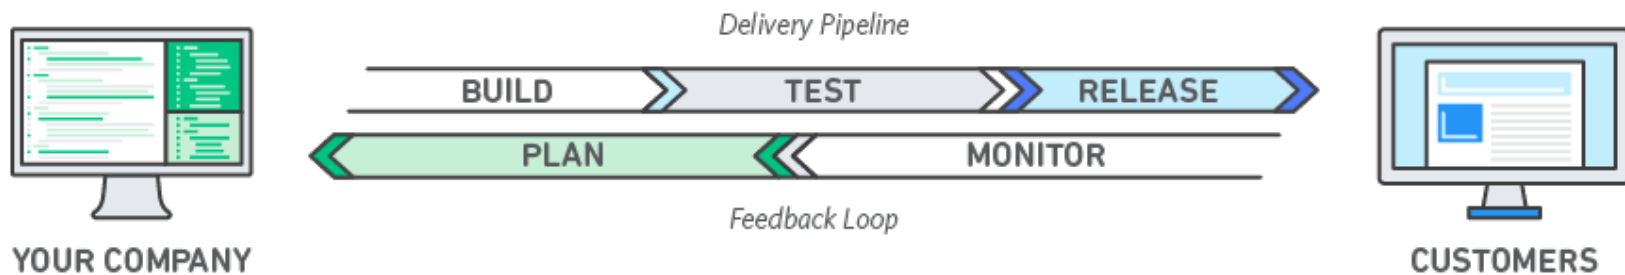 Delivery Pipeline
BUILD TEST RELEASE
PLAN MONITOR
Feedback Loop
YOUR COMPANY
CUSTOMERS